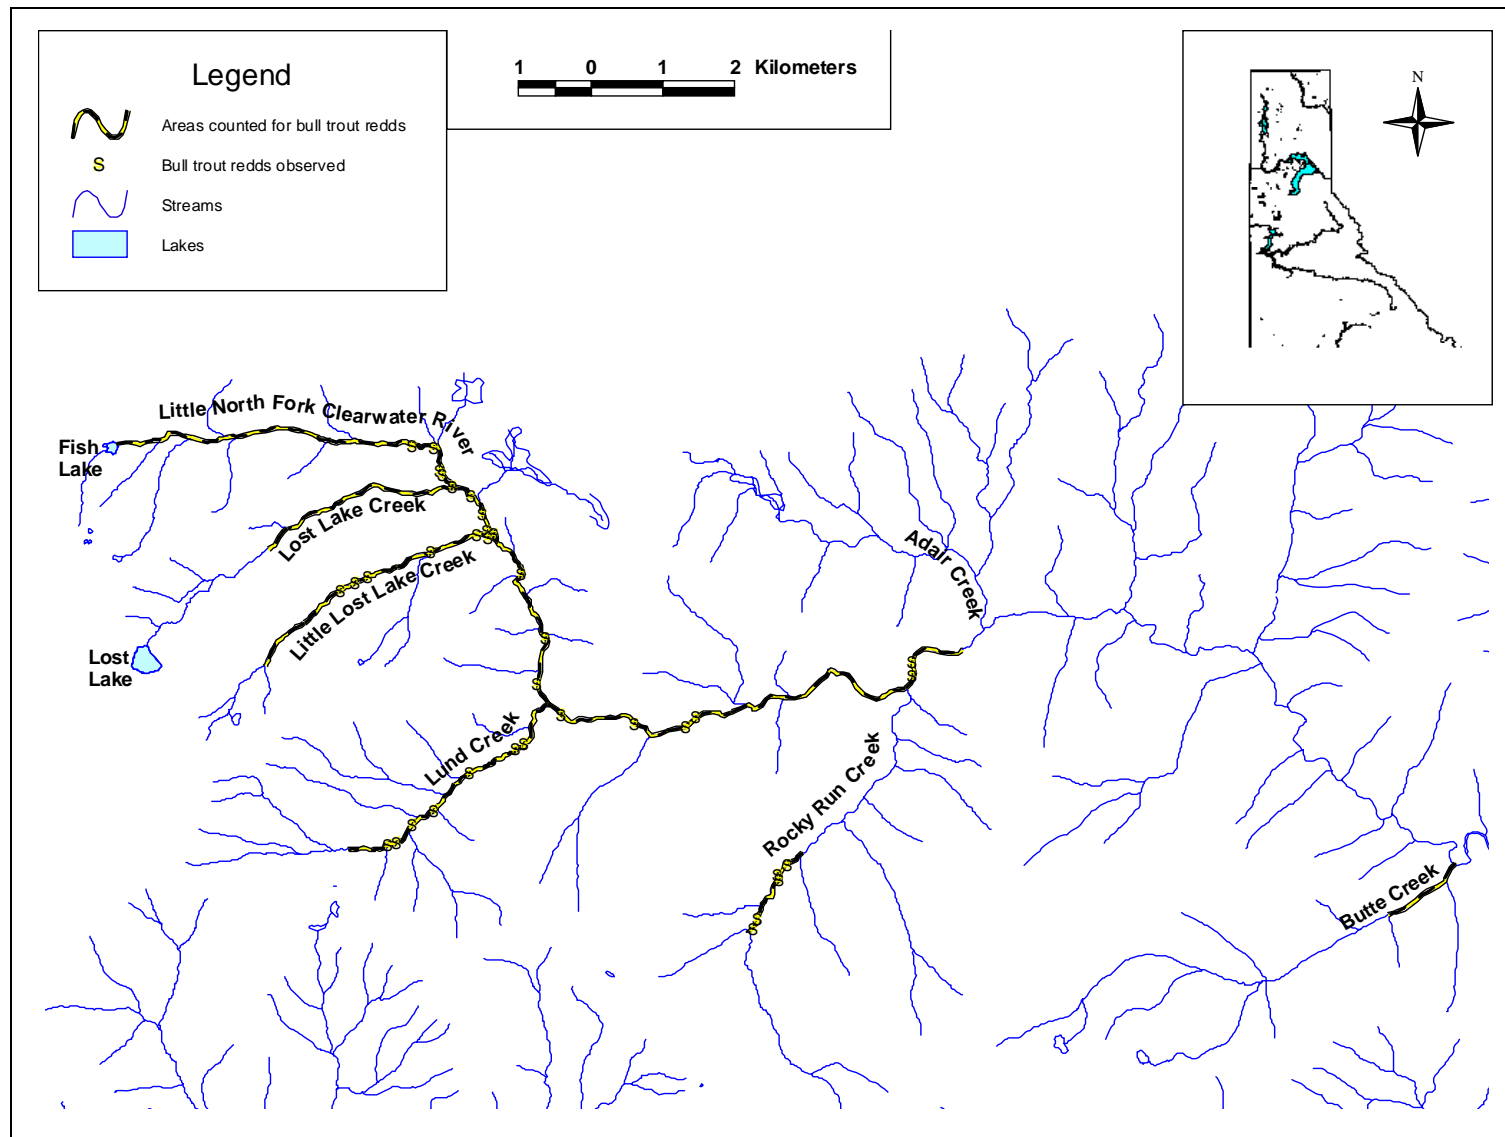 Legend
Areas counted for bull trout redds
S
Bull trout redds observed
Streams
Lakes
1 0 1 2 Kilometers
N
Little North Fork Clearwater River
Fish
Lake
Lost Lake Creek
Little Lost Lake Creek
Lost
Lake
Lund Creek
Adair Creek
Rocky Run Creek
Butte Creek